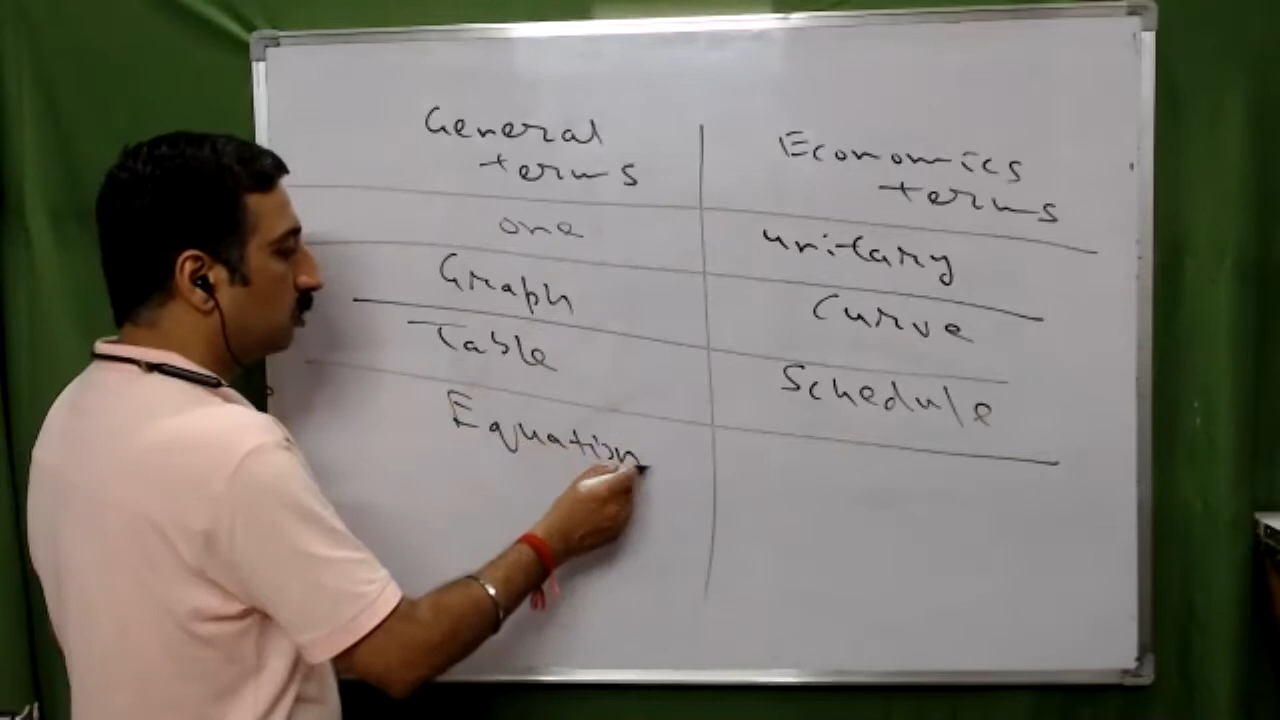 General
terms
Economics
terms
one
unitary
Graph
Curve
Table
Schedule
Equation